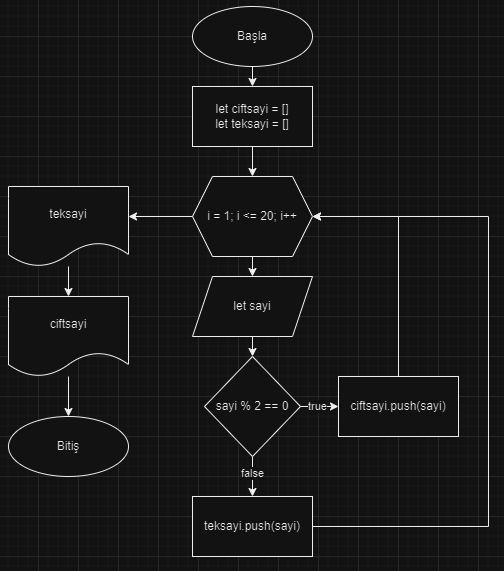 Başla
let ciftsayi = []
let teksayi = []
i = 1; i <= 20; i++
teksayi
let sayi
ciftsayi
sayi % 2 == 0
true
ciftsayi.push(sayi)
Bitiş
false
teksayi.push(sayi)